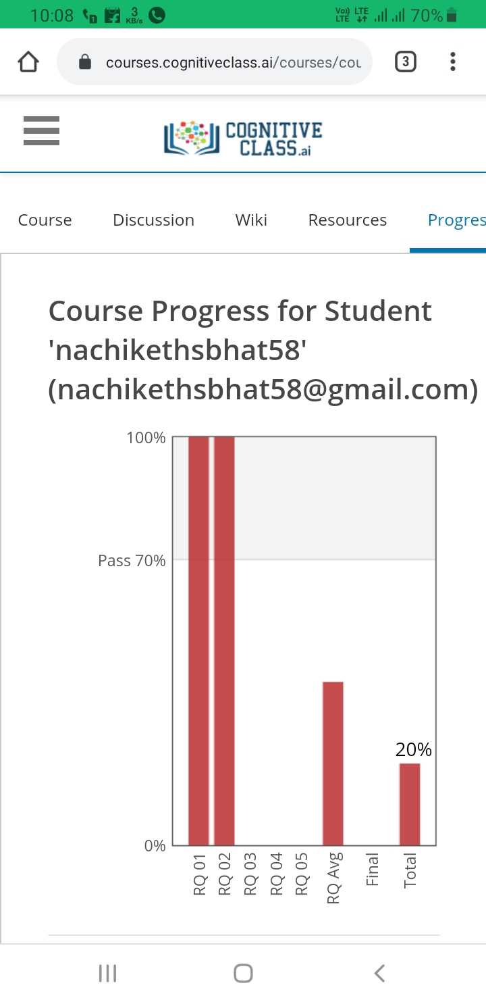 10:08 3 KB/s Vo)) LTE LTE 70%
courses.cognitiveclass.ai/courses/cou 3
COGNITIVE
CLASS.ai
Course Discussion Wiki Resources Progres
Course Progress for Student
'nachikethsbhat58'
(nachikethsbhat58@gmail.com)
100%
Pass 70%
20%
0%
RQ 01
RQ 02
RQ 03
RQ 04
RQ 05
RQ Avg
Final
Total